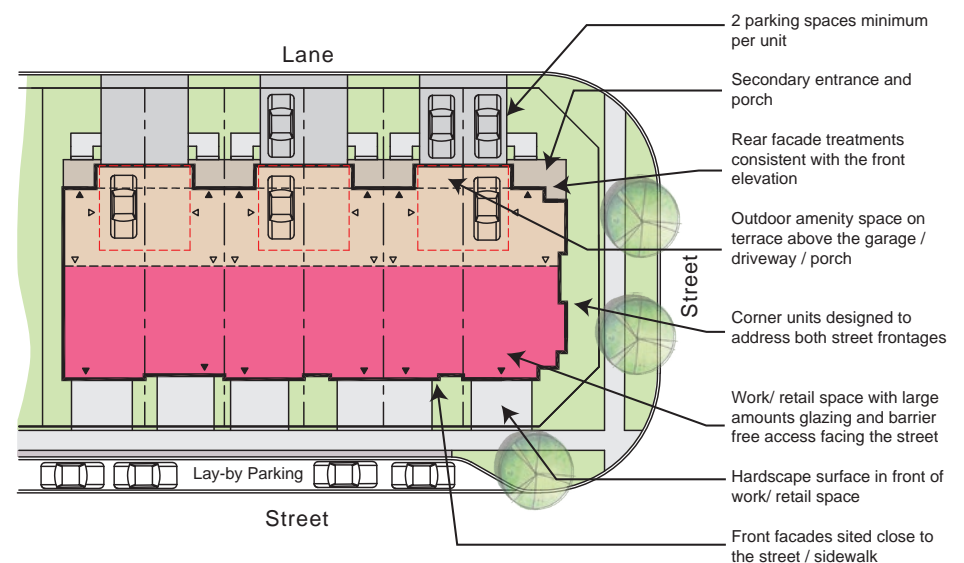 Lane
2 parking spaces minimum
per unit
Secondary entrance and
porch
Rear facade treatments
consistent with the front
elevation
Outdoor amenity space on
terrace above the garage /
driveway / porch
Street
Corner units designed to
address both street frontages
Work/ retail space with large
amounts glazing and barrier
free access facing the street
Lay-by Parking
Hardscape surface in front of
work/ retail space
Street
Front facades sited close to
the street / sidewalk